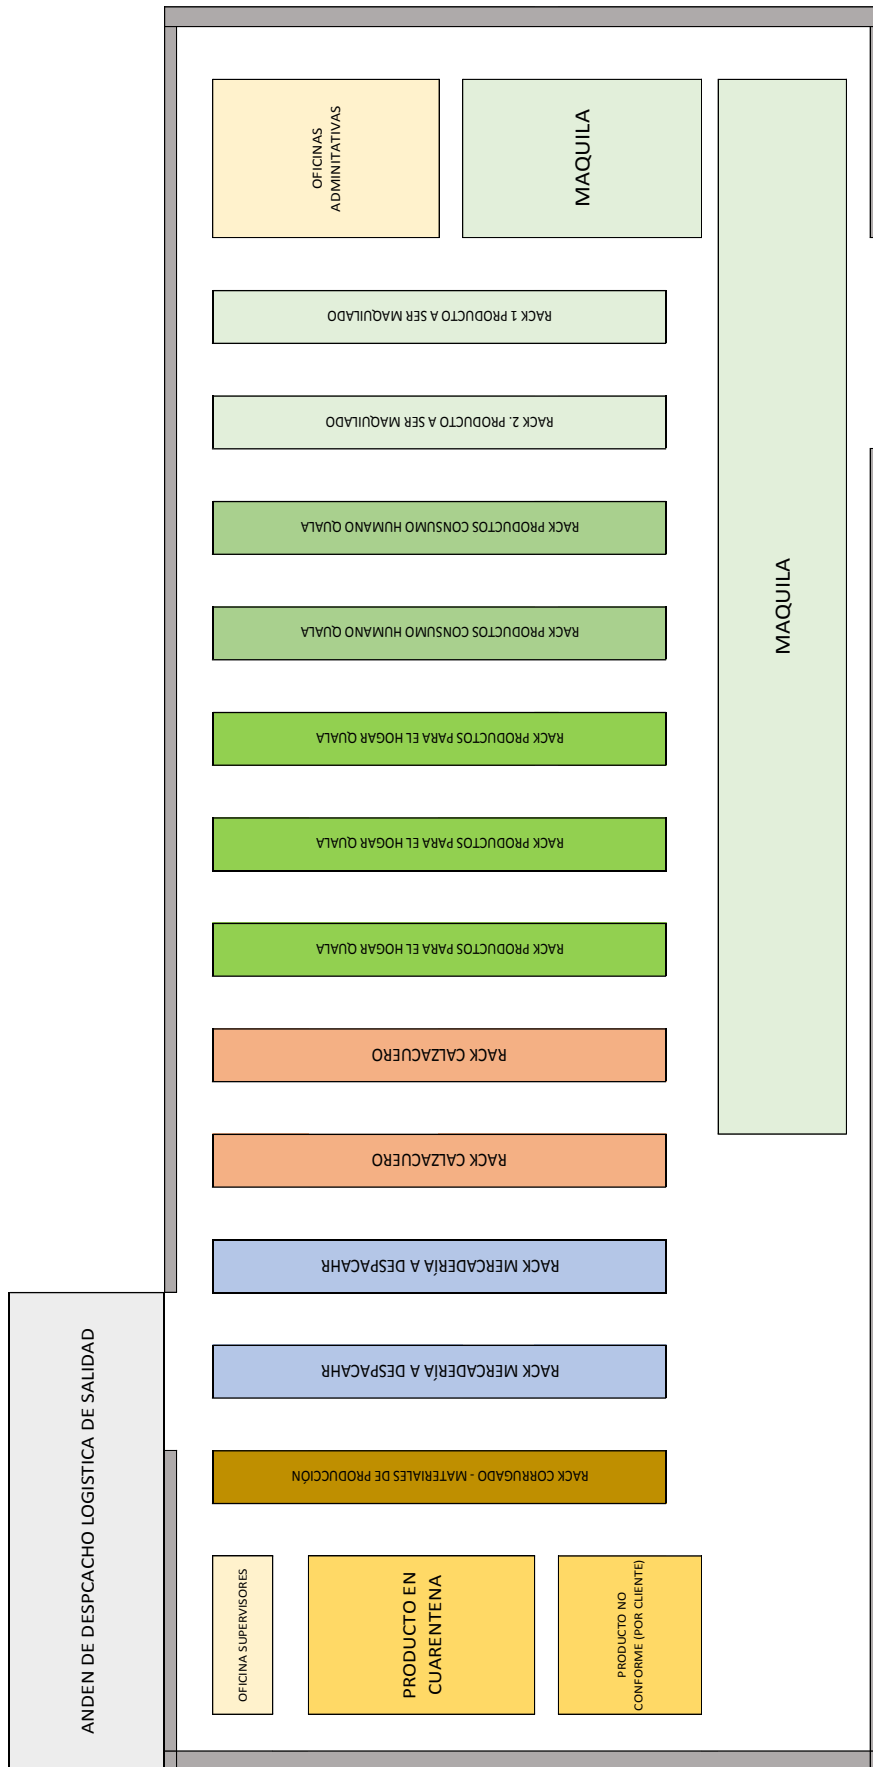 OFICINAS
ADMINITATIVAS
MAQUILA
RACK 1 PRODUCTO A SER MAQUILADO
RACK 2. PRODUCTO A SER MAQUILADO
RACK PRODUCTOS CONSUMO HUMANO QUALA
RACK PRODUCTOS CONSUMO HUMANO QUALA
MAQUILA
RACK PRODUCTOS PARA EL HOGAR QUALA
RACK PRODUCTOS PARA EL HOGAR QUALA
RACK PRODUCTOS PARA EL HOGAR QUALA
RACK CALZACUERO
RACK CALZACUERO
RACK MERCADERÍA A DESPACAHR
RACK MERCADERÍA A DESPACAHR
RACK CORRUGADO - MATERIALES DE PRODUCCIÓN
ANDEN DE DESPCACHO LOGISTICA DE SALIDAD
OFICINA SUPERVISORES
PRODUCTO EN
CUARENTENA
PRODUCTO NO
CONFORME (POR CLIENTE)